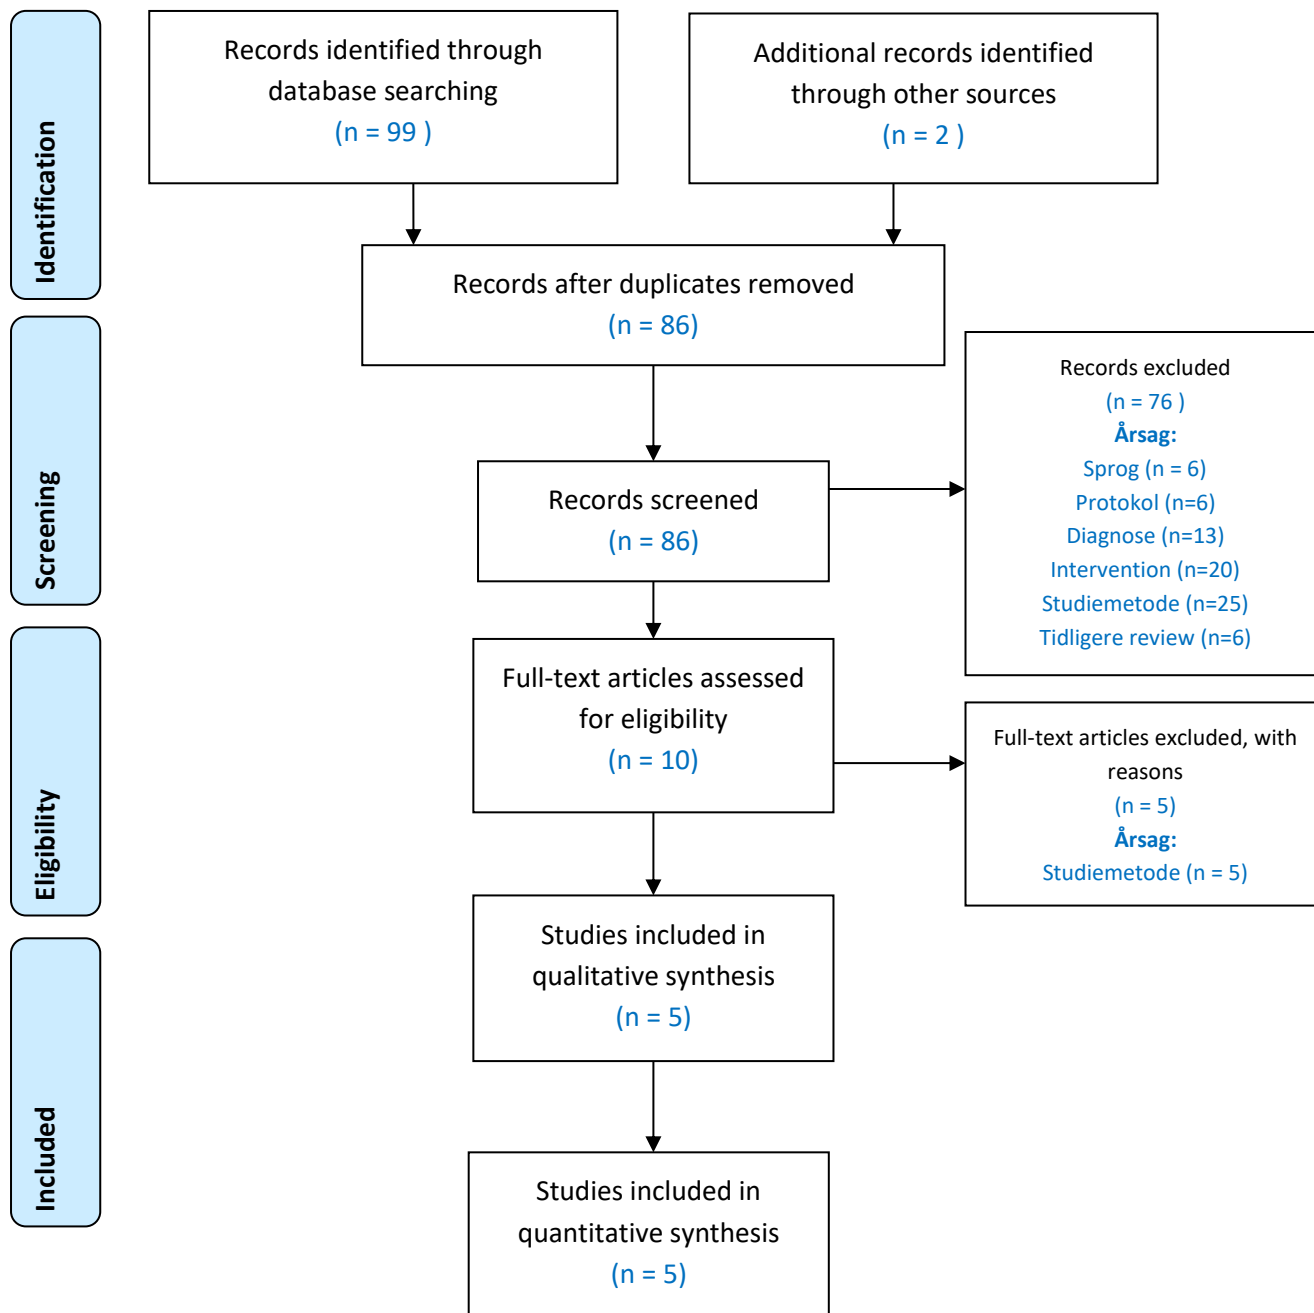 Identification
Records identified through
database searching
(n = 99 )
Additional records identified
through other sources
(n = 2 )
Records after duplicates removed
(n = 86)
Screening
Records screened
(n = 86)
Records excluded
(n = 76 )
Årsag:
Sprog (n = 6)
Protokol (n=6)
Diagnose (n=13)
Intervention (n=20)
Studiemetode (n=25)
Tidligere review (n=6)
Eligibility
Full-text articles assessed
for eligibility
(n = 10)
Full-text articles excluded, with
reasons
(n = 5)
Årsag:
Studiemetode (n = 5)
Studies included in
qualitative synthesis
(n = 5)
Included
Studies included in
quantitative synthesis
(n = 5)